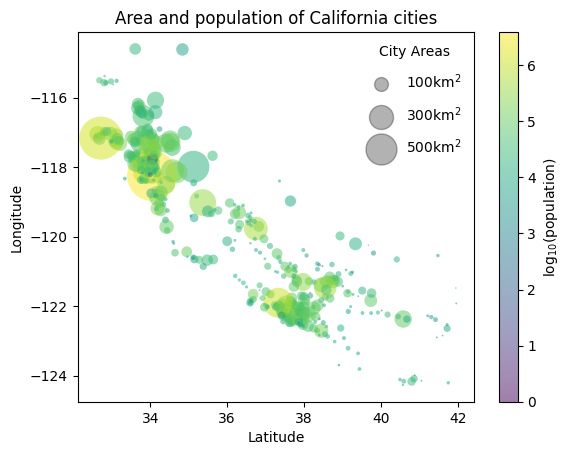 Area and population of California cities
City Areas
100km²
300km²
500km²
−116
−118
−120
−122
−124
Longitude
34
36
38
40
42
Latitude
6
5
4
3
2
1
0
log₁₀(population)